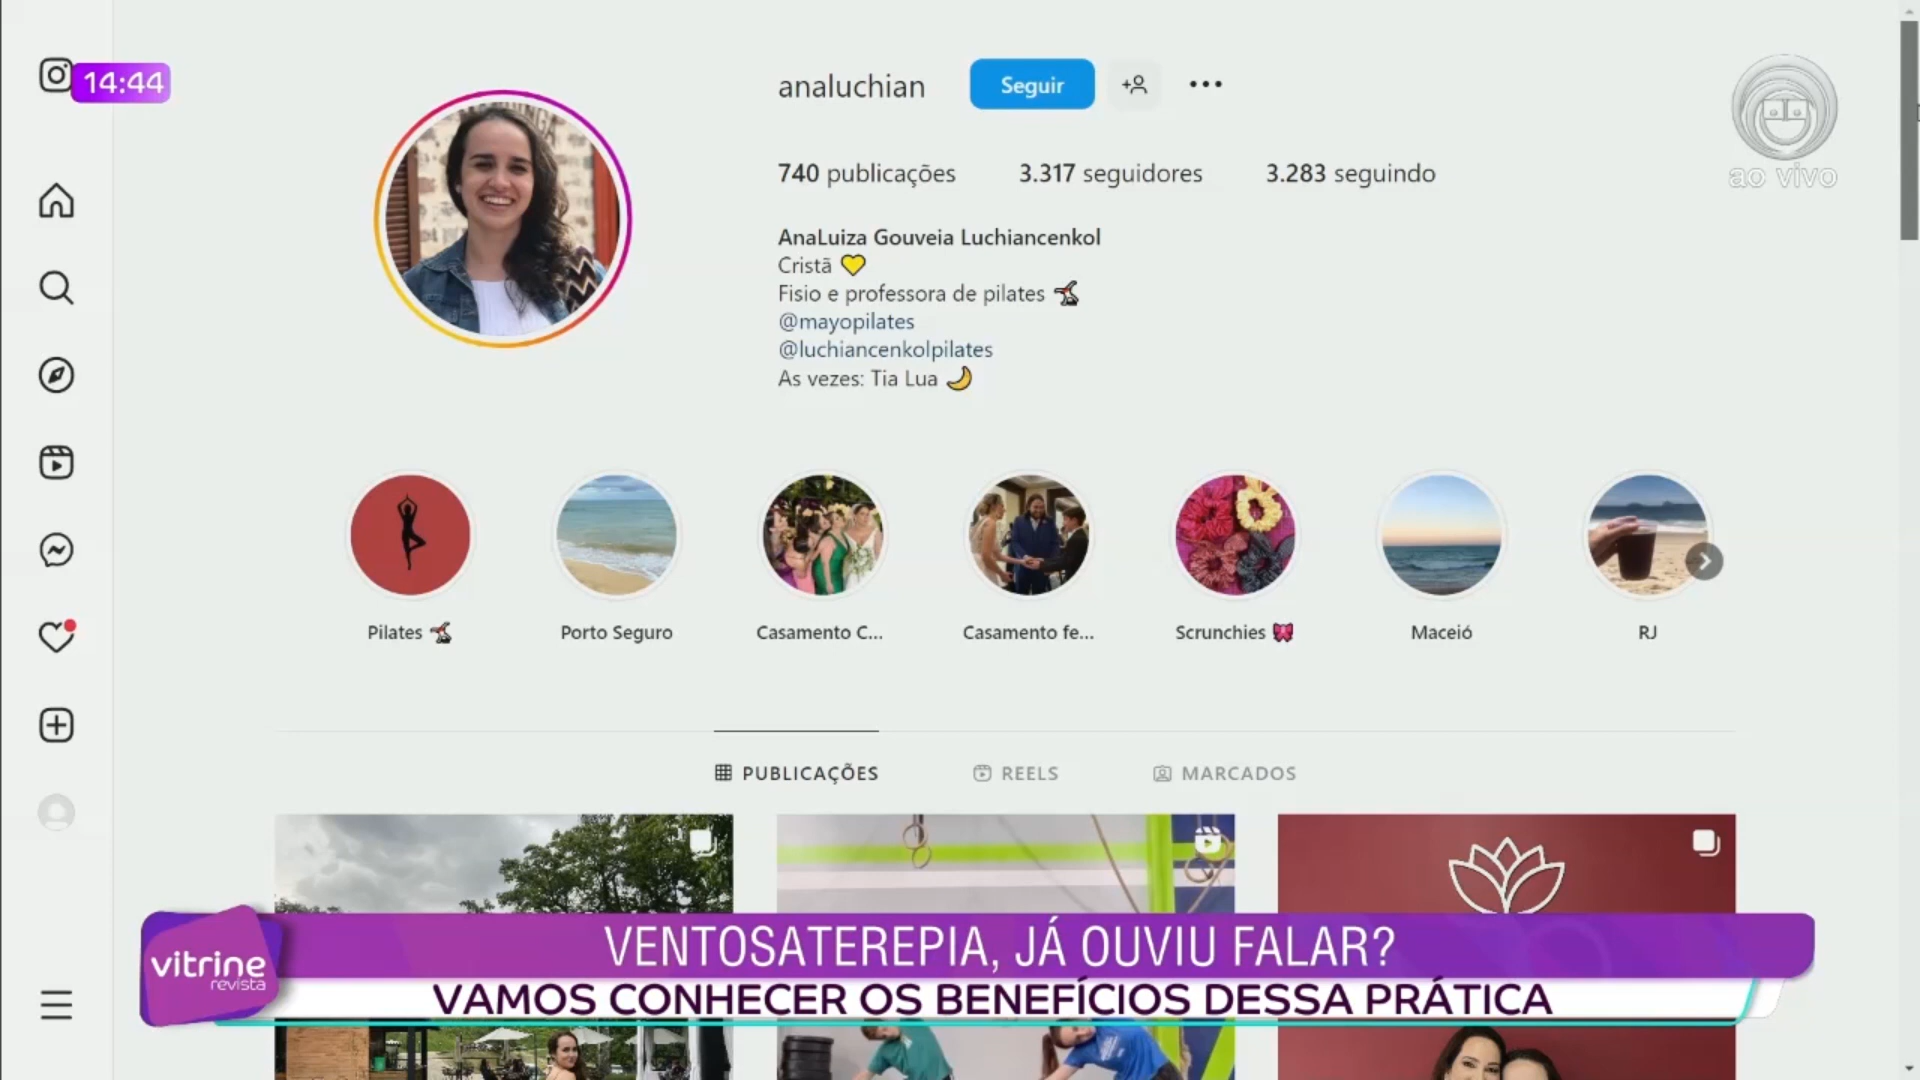 14:44
analuchian
Seguir
740 publicações 3.317 seguidores 3.283 seguindo
ao vivo
AnaLuiza Gouveia Luchiancenkol
Cristã 💛
Fisio e professora de pilates
@mayopilates
@luchiancenkolpilates
As vezes: Tia Lua 🌙
Pilates
Porto Seguro
Casamento C...
Casamento fe...
Scrunchies 🎀
Maceió
RJ
PUBLICAÇÕES
REELS
MARCADOS
vitrine
revista
VENTOSATEREPIA, JÁ OUVIU FALAR?
VAMOS CONHECER OS BENEFÍCIOS DESSA PRÁTICA